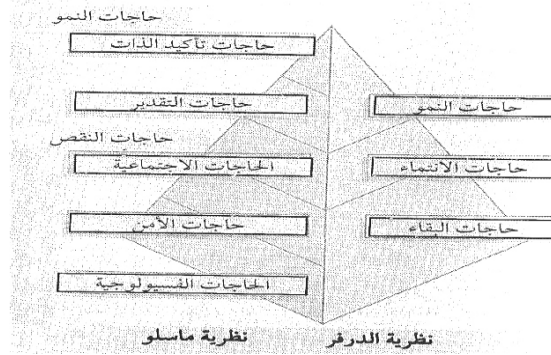 حاجات النمو
حاجات تأكيد الذات
حاجات التقدير
حاجات النمو
حاجات النقص
الحاجات الاجتماعية
حاجات الانتماء
حاجات الأمن
حاجات البقاء
الحاجات الفسيولوجية
نظرية الدرفر
نظرية ماسلو